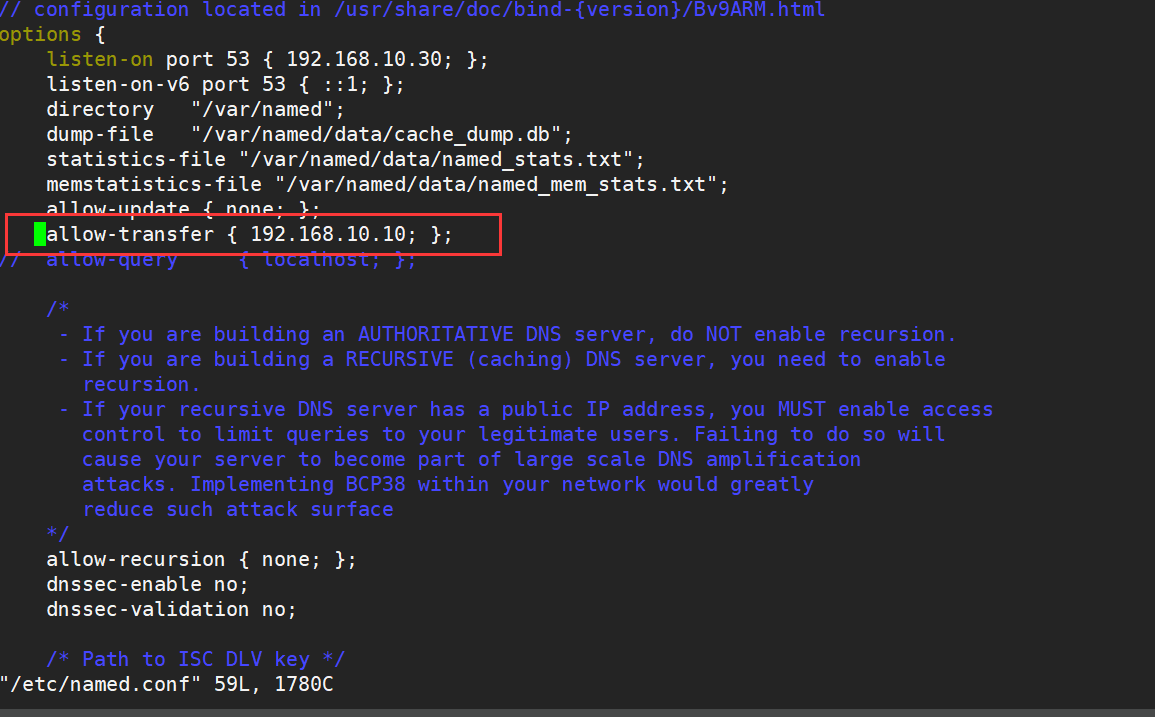 // configuration located in /usr/share/doc/bind-{version}/Bv9ARM.html
options {
listen-on port 53 { 192.168.10.30; };
listen-on-v6 port 53 { ::1; };
directory "/var/named";
dump-file "/var/named/data/cache_dump.db";
statistics-file "/var/named/data/named_stats.txt";
memstatistics-file "/var/named/data/named_mem_stats.txt";
allow-update { none; };
allow-transfer { 192.168.10.10; };
// allow-query { localhost; };
/*
- If you are building an AUTHORITATIVE DNS server, do NOT enable recursion.
- If you are building a RECURSIVE (caching) DNS server, you need to enable
recursion.
- If your recursive DNS server has a public IP address, you MUST enable access
control to limit queries to your legitimate users. Failing to do so will
cause your server to become part of large scale DNS amplification
attacks. Implementing BCP38 within your network would greatly
reduce such attack surface
*/
allow-recursion { none; };
dnssec-enable no;
dnssec-validation no;
/* Path to ISC DLV key */
"/etc/named.conf" 59L, 1780C